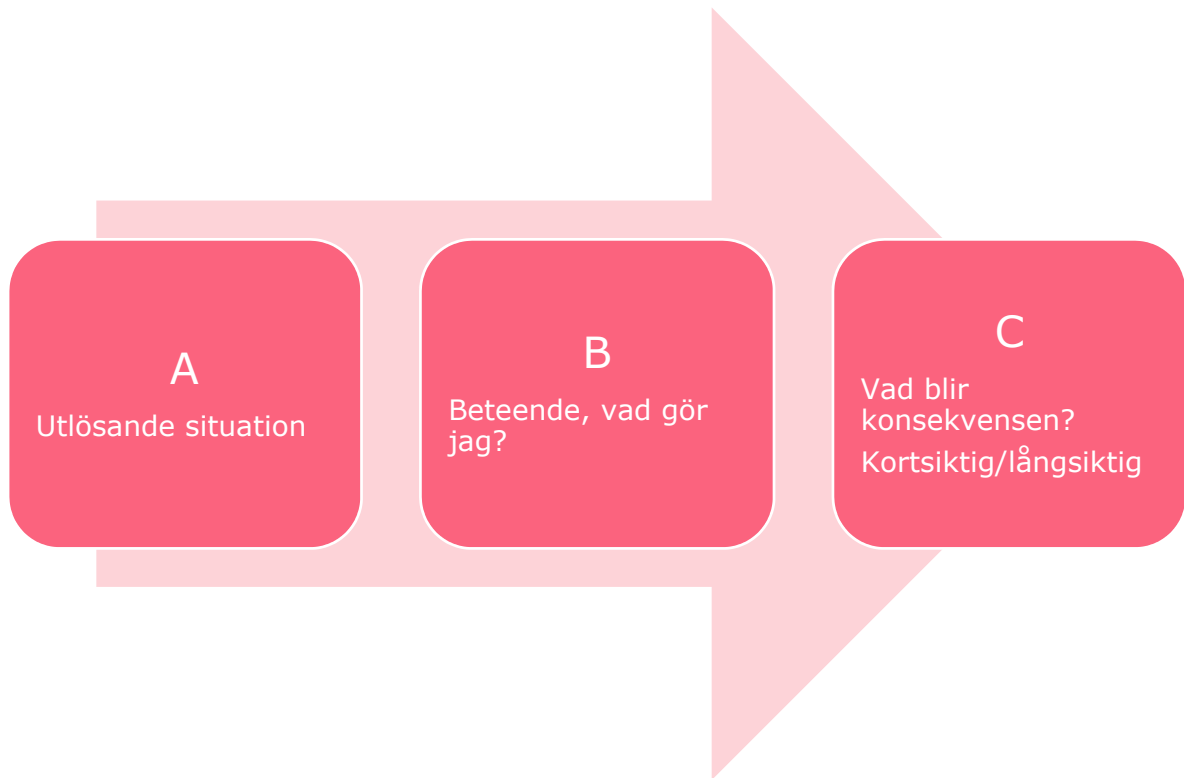 A
Utlösande situation
B
Beteende, vad gör
jag?
C
Vad blir
konsekvensen?
Kortsiktig/långsiktig